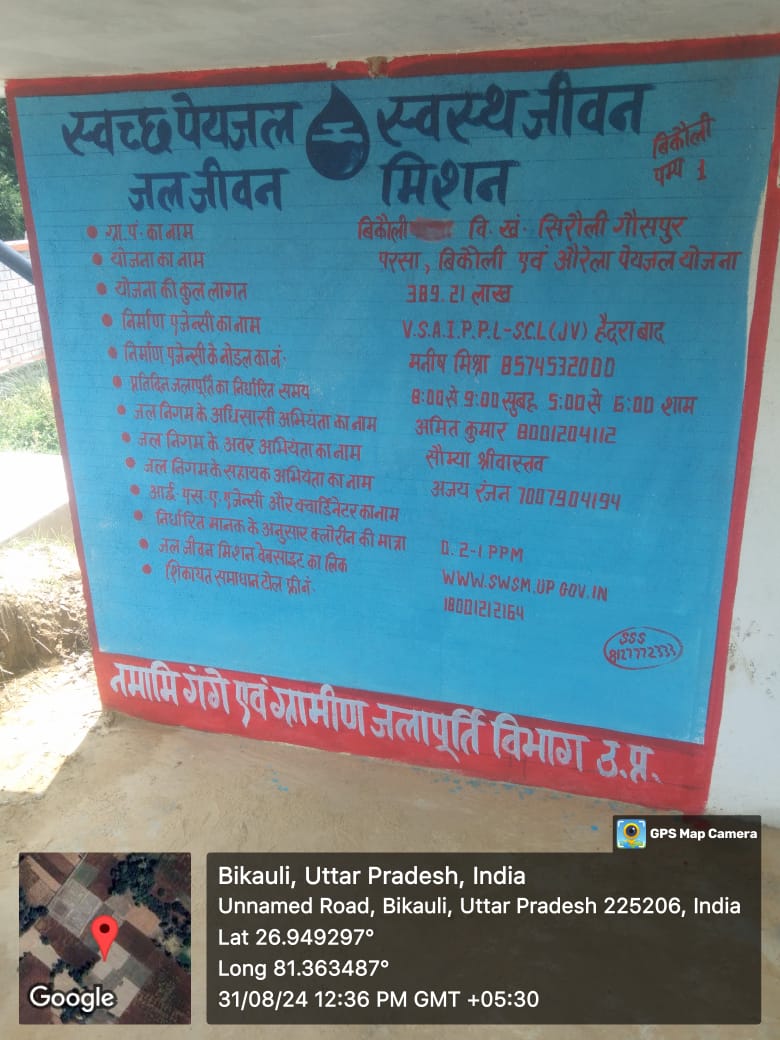 स्वच्छ पेयजल स्वस्थ जीवन
जल जीवन मिशन
बिकौली
पम्प 1
• ग्रा.पं. का नाम बिकौली वि. खं. सिरौली गौसपुर
• योजना का नाम परसा, बिकौली एवं औरेला पेयजल योजना
• योजना की कुल लागत 389.21 लाख
• निर्माण एजेन्सी का नाम V.S.A.I.P.P.L-S.C.L(JV) हैदराबाद
• निर्माण एजेन्सी के नोडल का नं. मनीष मिश्रा 8574532000
• प्रतिदिन जलापूर्ति का निर्धारित समय 8:00 से 9:00 सुबह 5:00 से 6:00 शाम
• जल निगम के अधिसासी अभियंता का नाम अमित कुमार 8001204112
• जल निगम के अवर अभियंता का नाम सौम्या श्रीवास्तव
• जल निगम के सहायक अभियंता का नाम अजय रंजन 7007904194
• आई. एस. ए. एजेन्सी और क्वार्डिनेटर का नाम
• निर्धारित मानक के अनुसार क्लोरीन की मात्रा 0.2-1 PPM
• जल जीवन मिशन वेबसाइट का लिंक WWW.SWSM.UP GOV.IN
• शिकायत समाधान टोल फ्री नं. 18001212164
SSS
8127772333
नमामि गंगे एवं ग्रामीण जलापूर्ति विभाग उ.प्र.
GPS Map Camera
Bikauli, Uttar Pradesh, India
Unnamed Road, Bikauli, Uttar Pradesh 225206, India
Lat 26.949297°
Long 81.363487°
31/08/24 12:36 PM GMT +05:30
Google